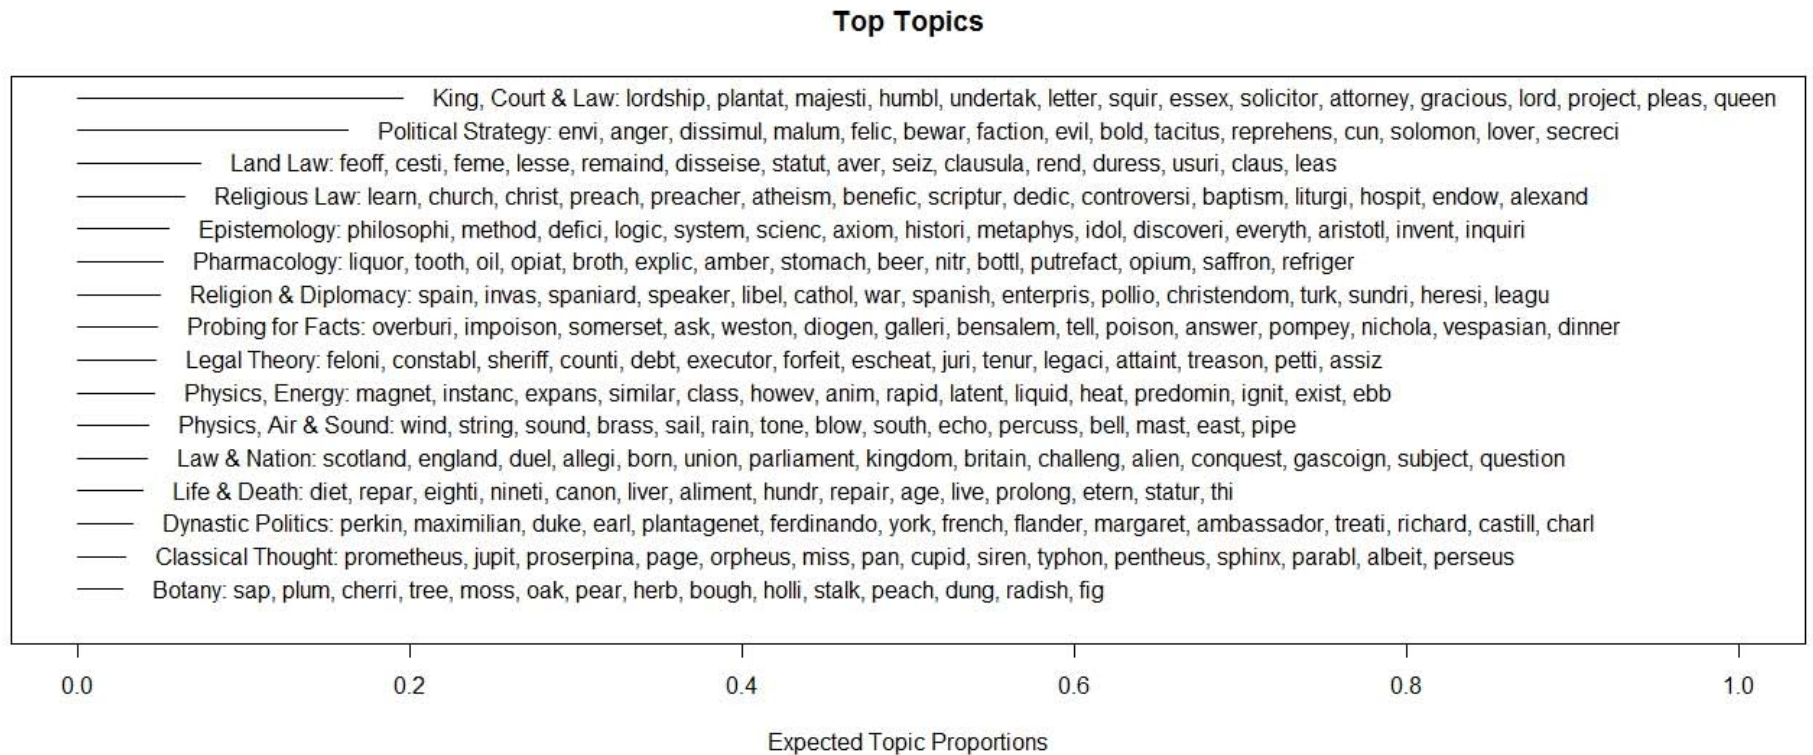 Top Topics
King, Court & Law: lordship, plantat, majesti, humbl, undertak, letter, squir, essex, solicitor, attorney, gracious, lord, project, pleas, queen
Political Strategy: envi, anger, dissimul, malum, felic, bewar, faction, evil, bold, tacitus, reprehens, cun, solomon, lover, secreci
Land Law: feoff, cesti, feme, lesse, remaind, disseise, statut, aver, seiz, clausula, rend, duress, usuri, claus, leas
Religious Law: learn, church, christ, preach, preacher, atheism, benefic, scriptur, dedic, controversi, baptism, liturgi, hospit, endow, alexand
Epistemology: philosophi, method, defici, logic, system, scienc, axiom, histori, metaphys, idol, discoveri, everyth, aristotl, invent, inquiri
Pharmacology: liquor, tooth, oil, opiat, broth, explic, amber, stomach, beer, nitr, bottl, putrefact, opium, saffron, refriger
Religion & Diplomacy: spain, invas, spaniard, speaker, libel, cathol, war, spanish, enterpris, pollio, christendom, turk, sundri, heresi, leagu
Probing for Facts: overburi, impoison, somerset, ask, weston, diogen, galleri, bensalem, tell, poison, answer, pompey, nichola, vespasian, dinner
Legal Theory: feloni, constabl, sheriff, counti, debt, executor, forfeit, escheat, juri, tenur, legaci, attaint, treason, petti, assiz
Physics, Energy: magnet, instanc, expans, similar, class, howev, anim, rapid, latent, liquid, heat, predomin, ignit, exist, ebb
Physics, Air & Sound: wind, string, sound, brass, sail, rain, tone, blow, south, echo, percuss, bell, mast, east, pipe
Law & Nation: scotland, england, duel, allegi, born, union, parliament, kingdom, britain, challeng, alien, conquest, gascoign, subject, question
Life & Death: diet, repar, eighti, nineti, canon, liver, aliment, hundr, repair, age, live, prolong, etern, statur, thi
Dynastic Politics: perkin, maximilian, duke, earl, plantagenet, ferdinando, york, french, flander, margaret, ambassador, treati, richard, castill, charl
Classical Thought: prometheus, jupit, proserpina, page, orpheus, miss, pan, cupid, siren, typhon, pentheus, sphinx, parabl, albeit, perseus
Botany: sap, plum, cherri, tree, moss, oak, pear, herb, bough, holli, stalk, peach, dung, radish, fig
0.0 0.2 0.4 0.6 0.8 1.0
Expected Topic Proportions